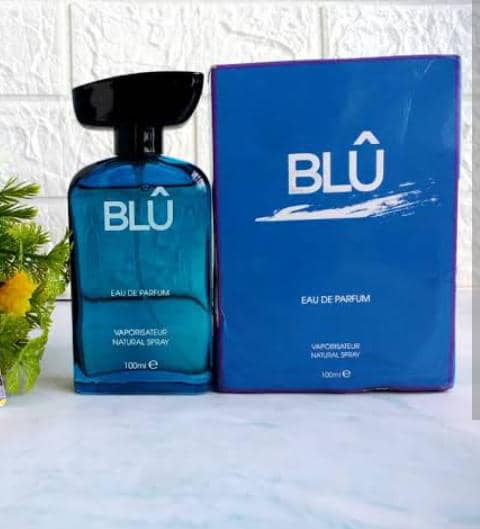 BLÛ
EAU DE PARFUM
VAPORISATEUR
NATURAL SPRAY
100ml ℮
BLÛ
EAU DE PARFUM
VAPORISATEUR
NATURAL SPRAY
100ml ℮